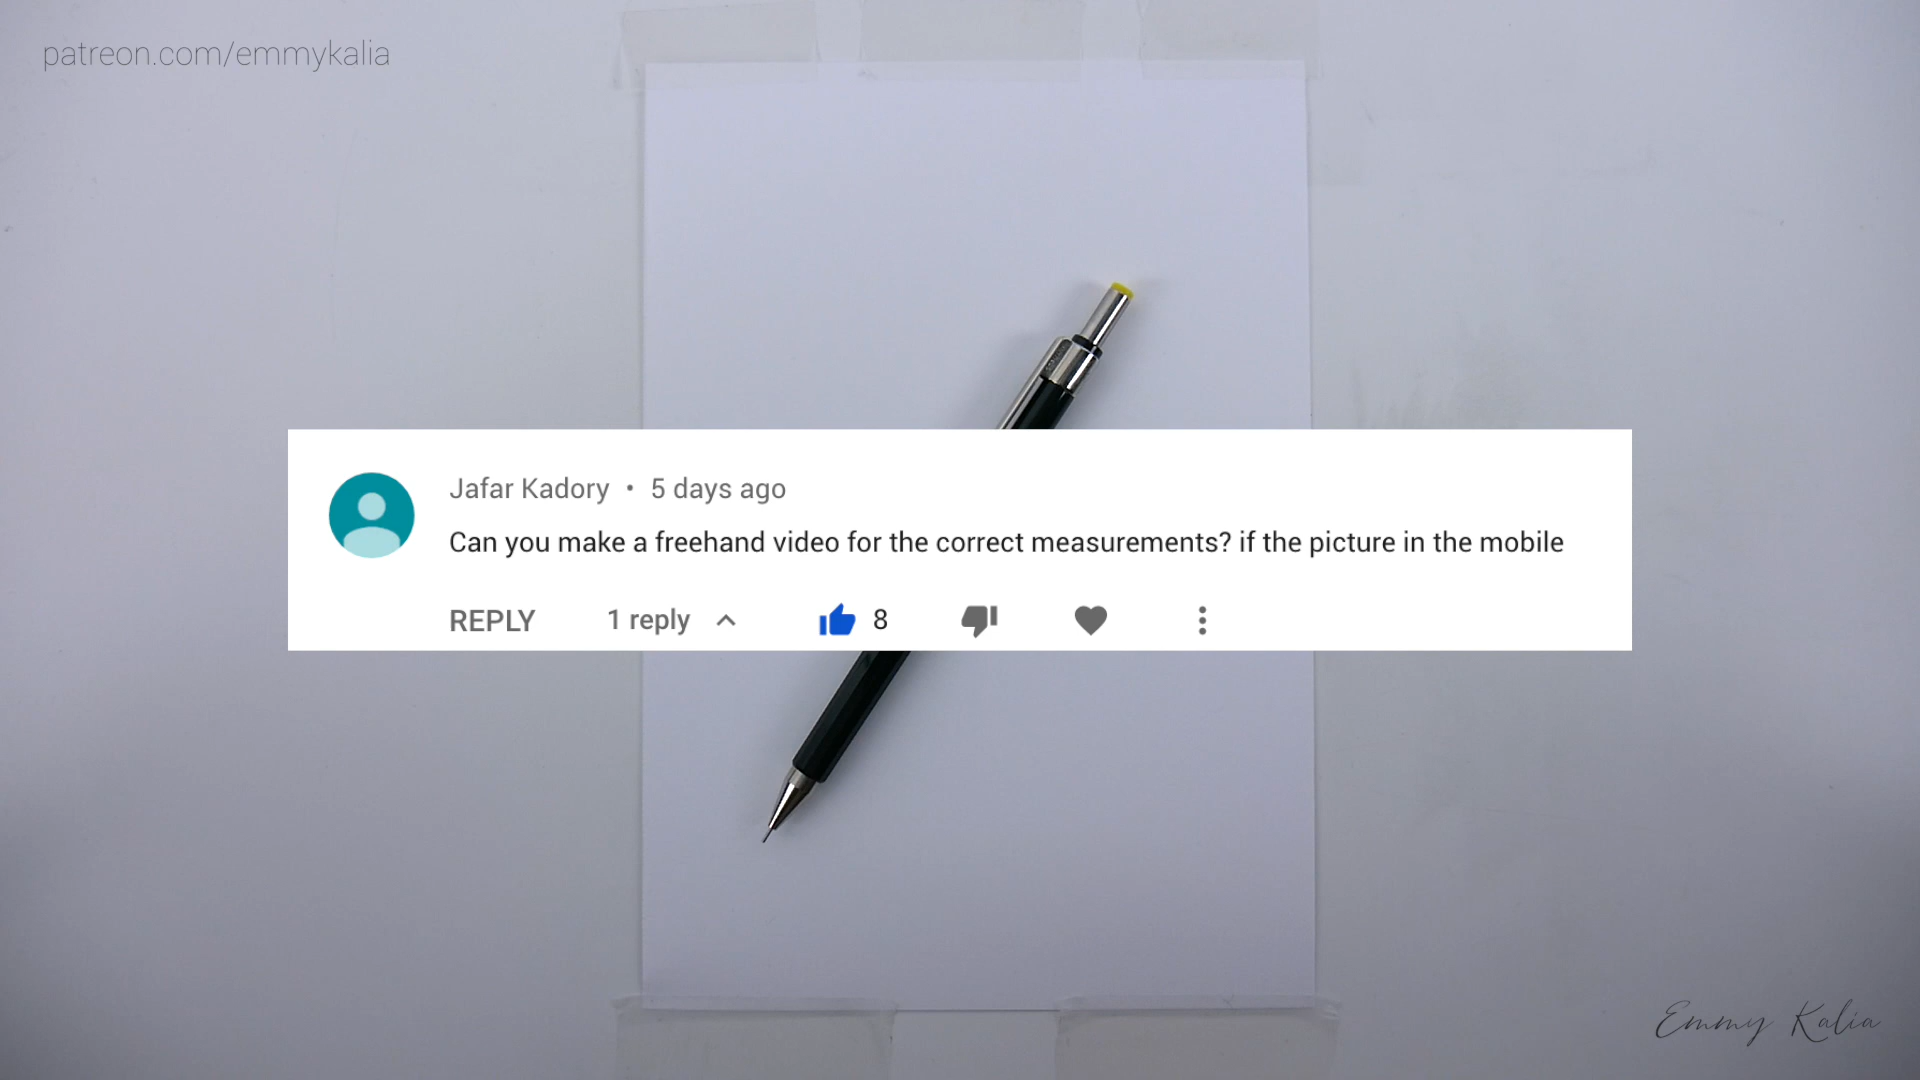 patreon.com/emmykalia
Jafar Kadory • 5 days ago
Can you make a freehand video for the correct measurements? if the picture in the mobile
REPLY 1 reply 8
Emmy Kalia